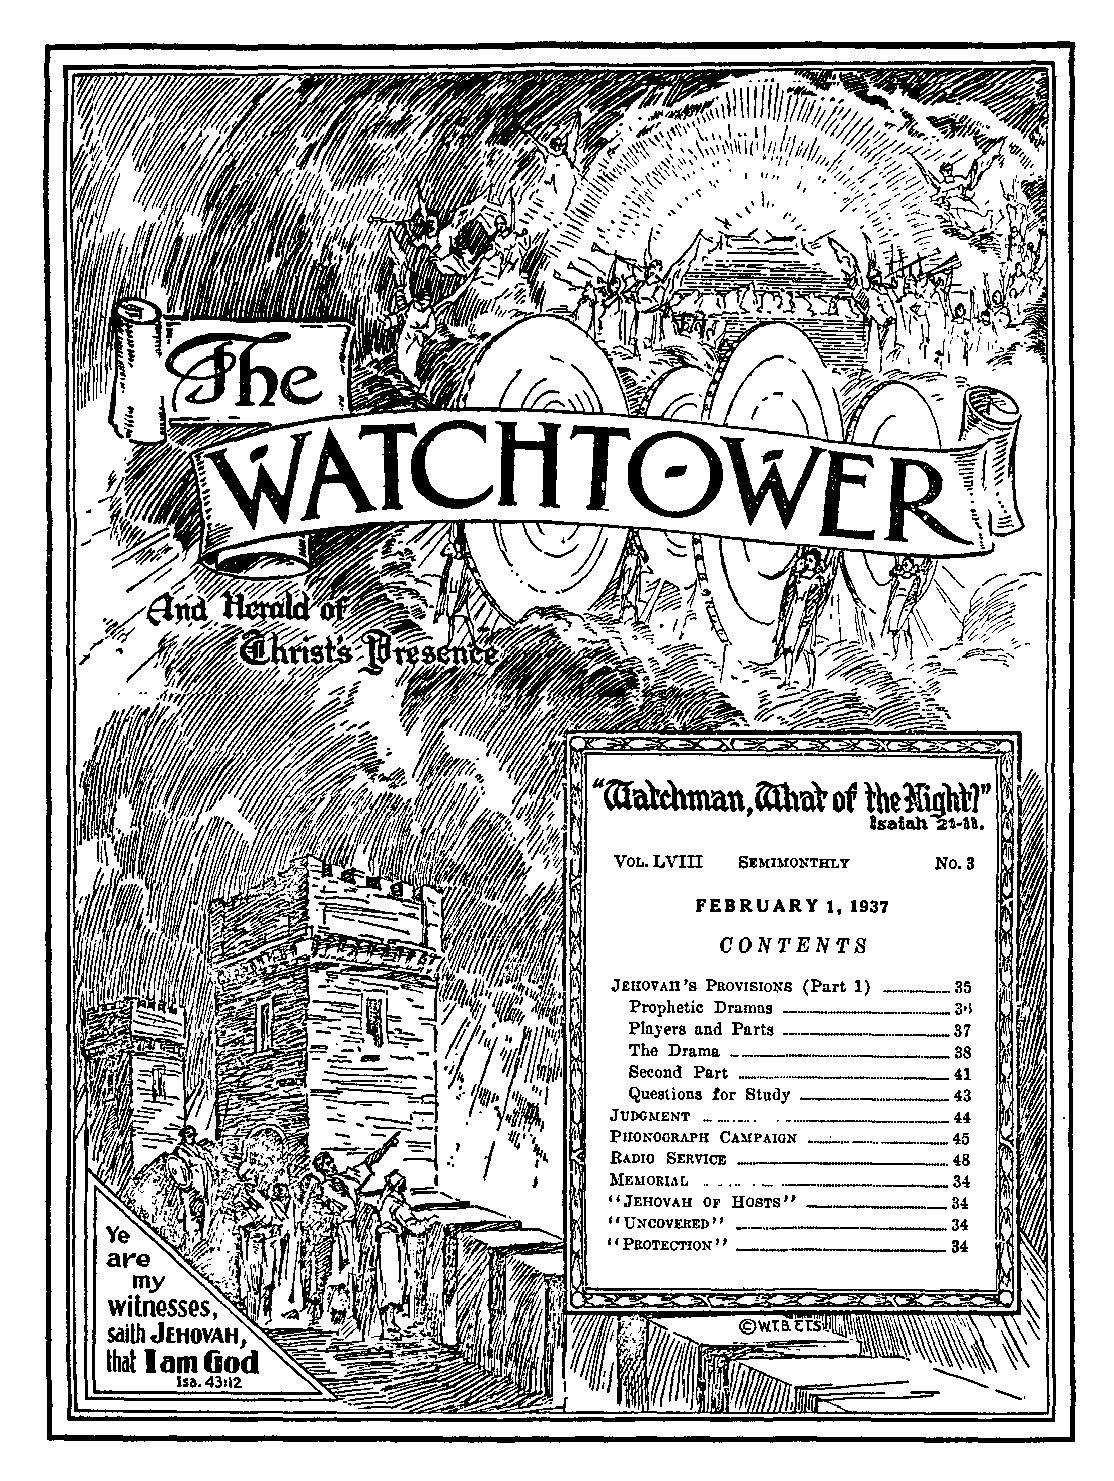 The
WATCHTOWER
And Herald of
Christ's Presence
"Watchman, What of the Night?"
Isaiah 21-11.
VOL. LVIII SEMIMONTHLY No. 3
FEBRUARY 1, 1937
CONTENTS
JEHOVAH'S PROVISIONS (Part 1) 35
Prophetic Dramas
Players and Parts 37
The Drama 38
Second Part 41
Questions for Study 43
JUDGMENT 44
PHONOGRAPH CAMPAIGN 45
RADIO SERVICE 48
MEMORIAL 34
"JEHOVAH OF HOSTS" 34
"UNCOVERED" 34
"PROTECTION" 34
Ye
are
my
witnesses,
saith JEHOVAH,
that I am God
Isa. 43:12
© W.T.B. & T.S.